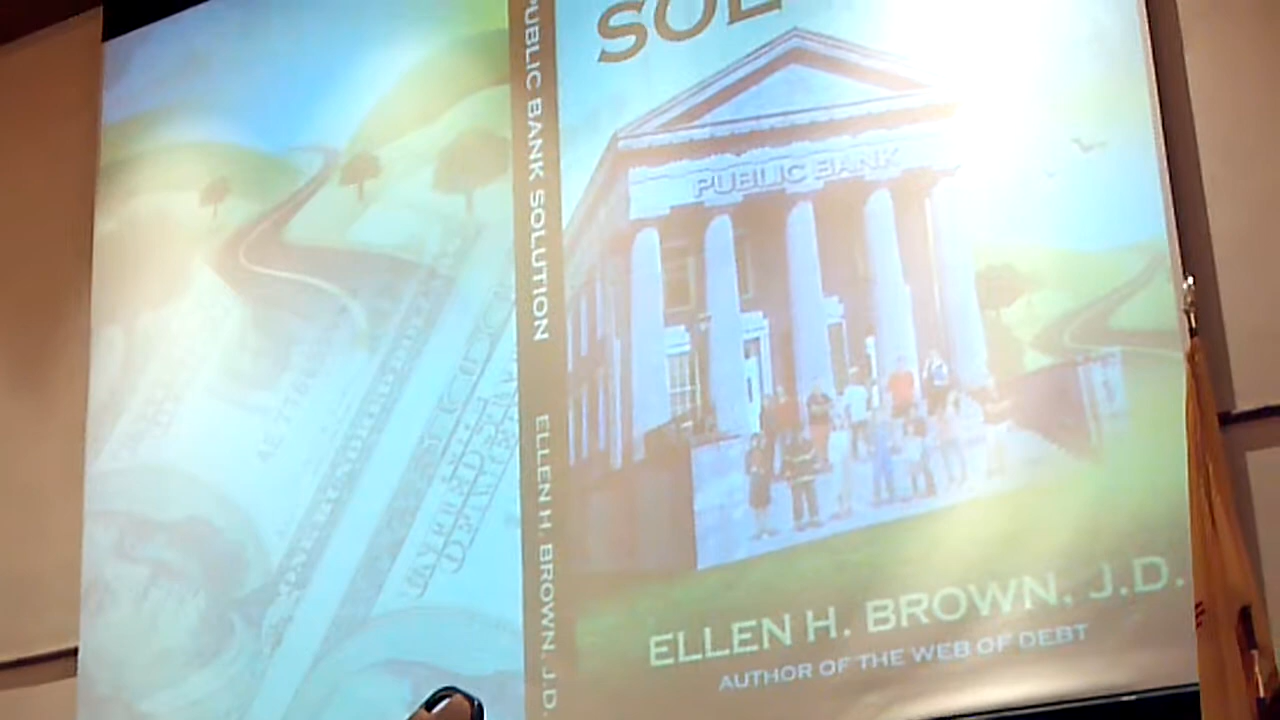 PUBLIC BANK SOLUTION
ELLEN H. BROWN, J.D.
SOL
PUBLIC BANK
ELLEN H. BROWN, J.D.
AUTHOR OF THE WEB OF DEBT